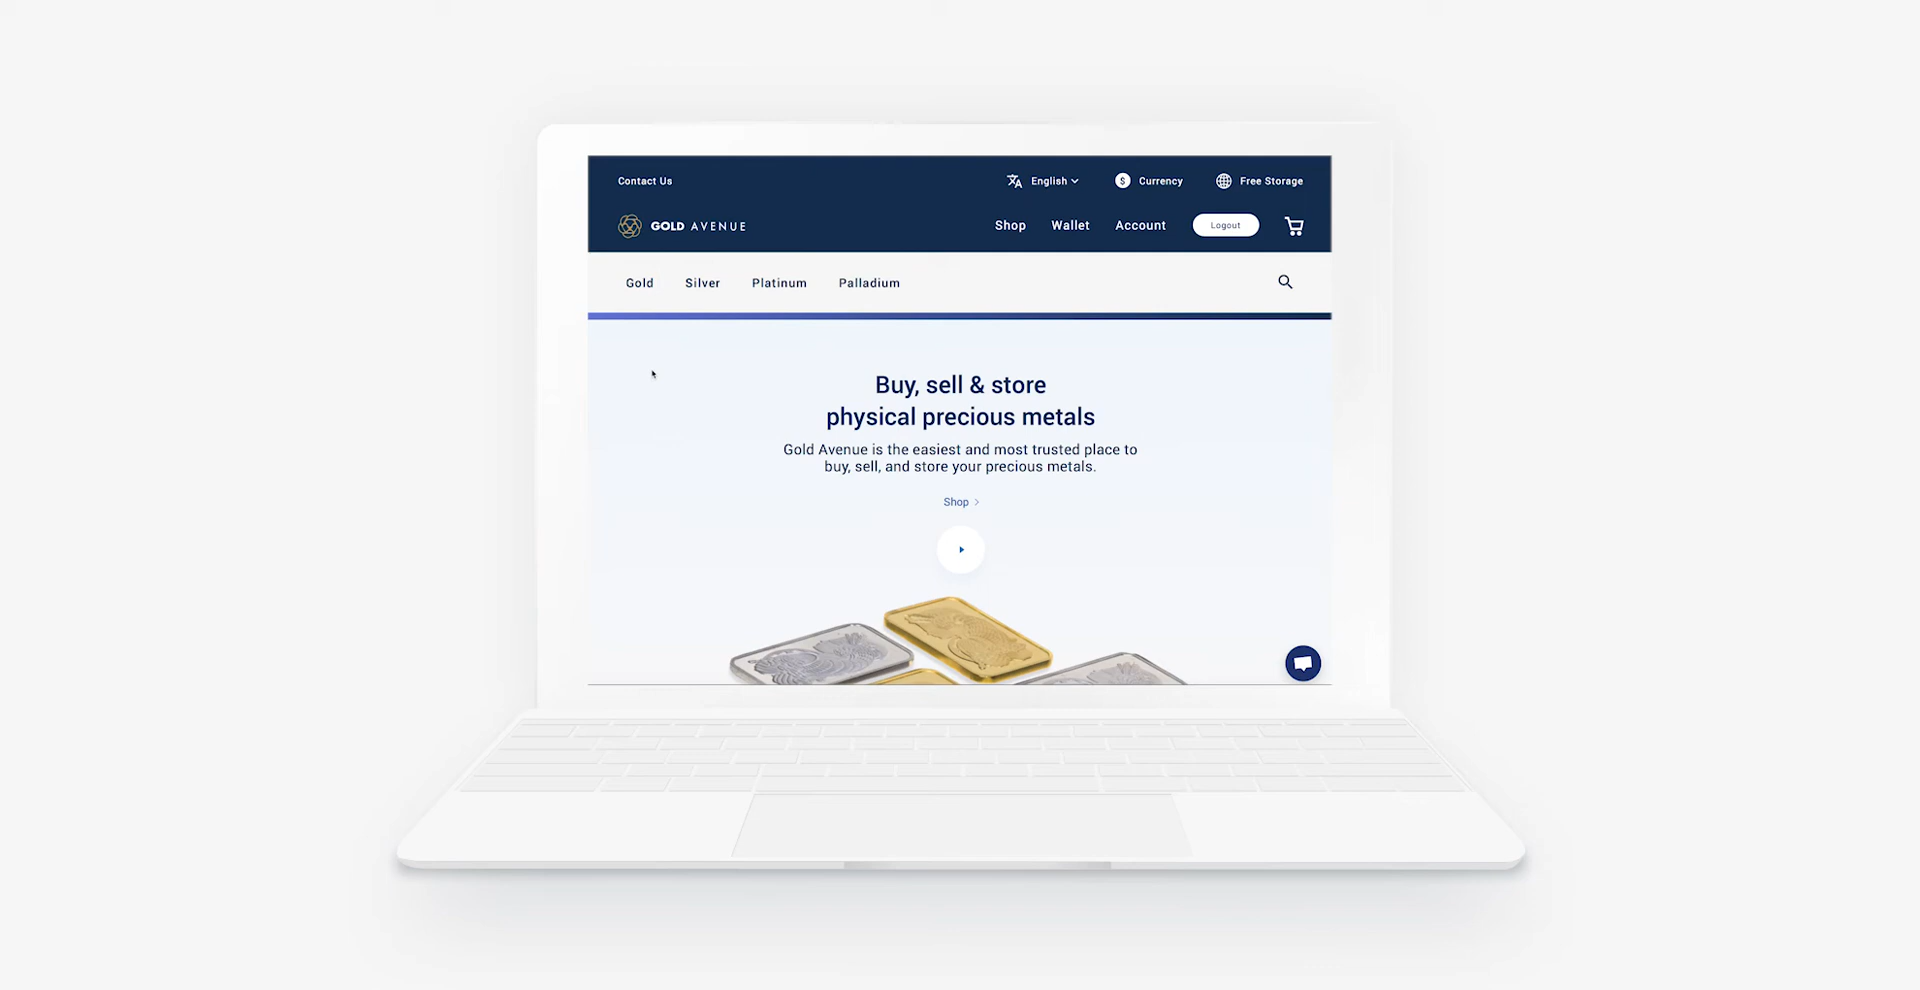 Contact Us
English
$ Currency
Free Storage
GOLD AVENUE
Shop
Wallet
Account
Logout
Gold
Silver
Platinum
Palladium
Buy, sell & store
physical precious metals
Gold Avenue is the easiest and most trusted place to
buy, sell, and store your precious metals.
Shop